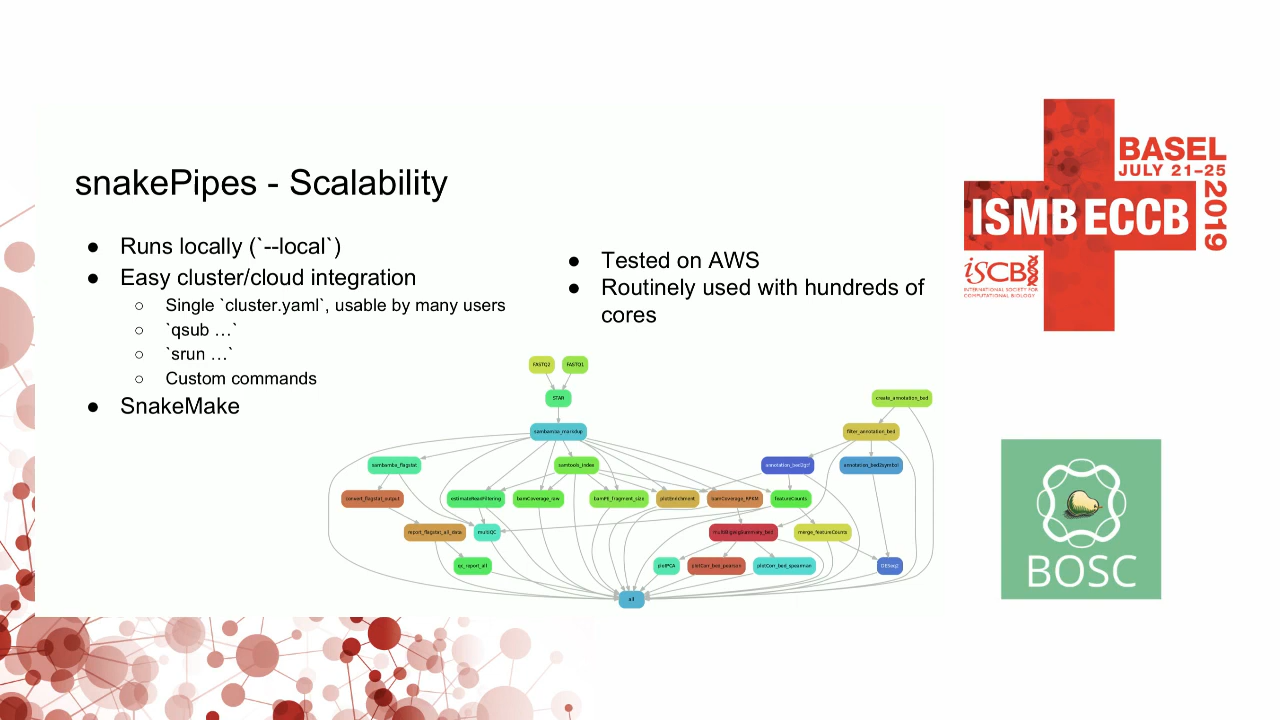 snakePipes - Scalability
● Runs locally (`--local`)
● Easy cluster/cloud integration
○ Single `cluster.yaml`, usable by many users
○ `qsub …`
○ `srun …`
○ Custom commands
● SnakeMake
● Tested on AWS
● Routinely used with hundreds of
cores
FASTQ2
FASTQ1
STAR
create_annotation_bed
sambamba_markdup
filter_annotation_bed
sambamba_flagstat
samtools_index
annotation_bed2gtf
annotation_bed2symbol
convert_flagstat_output
estimateReadFiltering
bamCoverage_raw
bamPE_fragment_size
plotEnrichment
bamCoverage_RPKM
featureCounts
report_flagstat_all_data
multiQC
multiBigwigSummary_bed
merge_featureCounts
qc_report_all
plotPCA
plotCorr_bed_pearson
plotCorr_bed_spearman
DESeq2
all
BASEL
JULY 21–25
2019
ISMB ECCB
iSCB
INTERNATIONAL SOCIETY FOR
COMPUTATIONAL BIOLOGY
BOSC